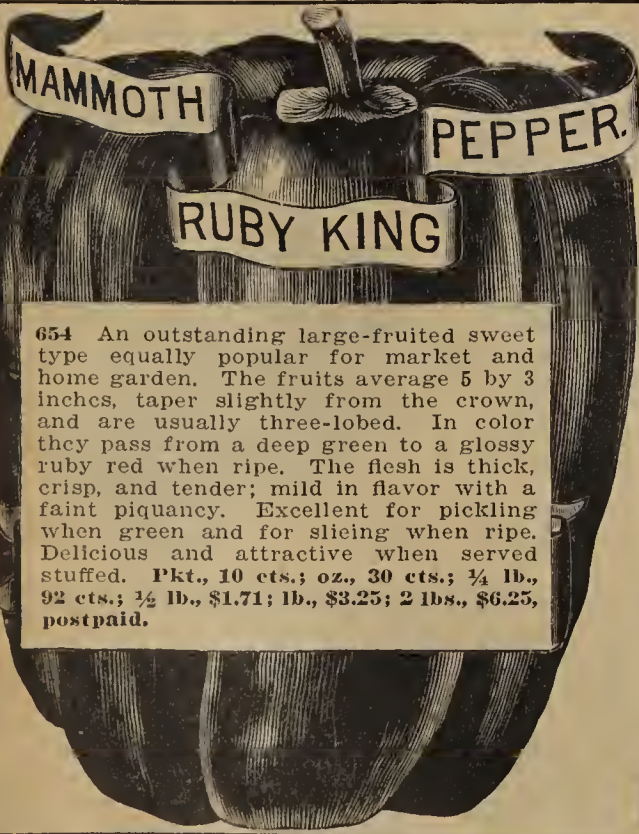 MAMMOTH
PEPPER.
RUBY KING
654 An outstanding large-fruited sweet
type equally popular for market and
home garden. The fruits average 5 by 3
inches, taper slightly from the crown,
and are usually three-lobed. In color
they pass from a deep green to a glossy
ruby red when ripe. The flesh is thick,
crisp, and tender; mild in flavor with a
faint piquancy. Excellent for pickling
when green and for slicing when ripe.
Delicious and attractive when served
stuffed. Pkt., 10 cts.; oz., 30 cts.; ¼ lb.,
92 cts.; ½ lb., $1.71; lb., $3.25; 2 lbs., $6.25,
postpaid.